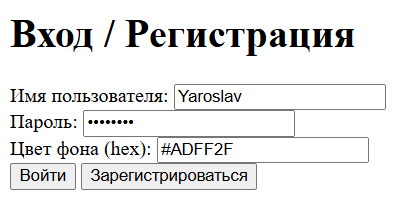 Вход / Регистрация
Имя пользователя: Yaroslav
Пароль: ••••••••
Цвет фона (hex): #ADFF2F
Войти Зарегистрироваться